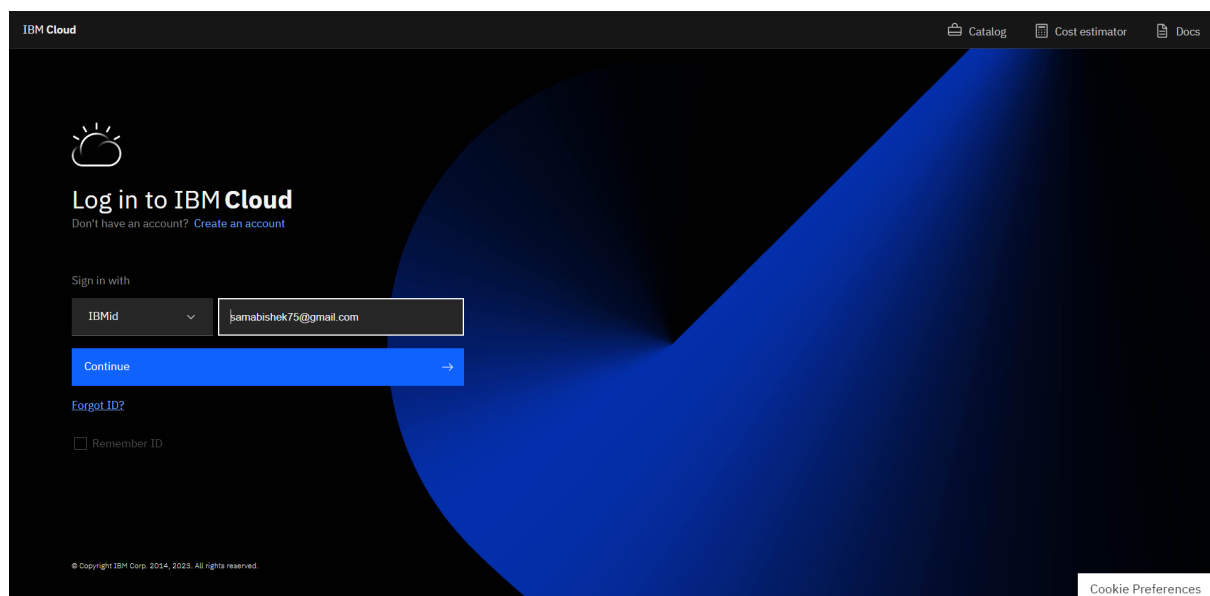 IBM Cloud
Catalog
Cost estimator
Docs
Log in to IBM Cloud
Don't have an account? Create an account
Sign in with
IBMid
samabishek75@gmail.com
Continue
Forgot ID?
Remember ID
© Copyright IBM Corp. 2014, 2023. All rights reserved.
Cookie Preferences